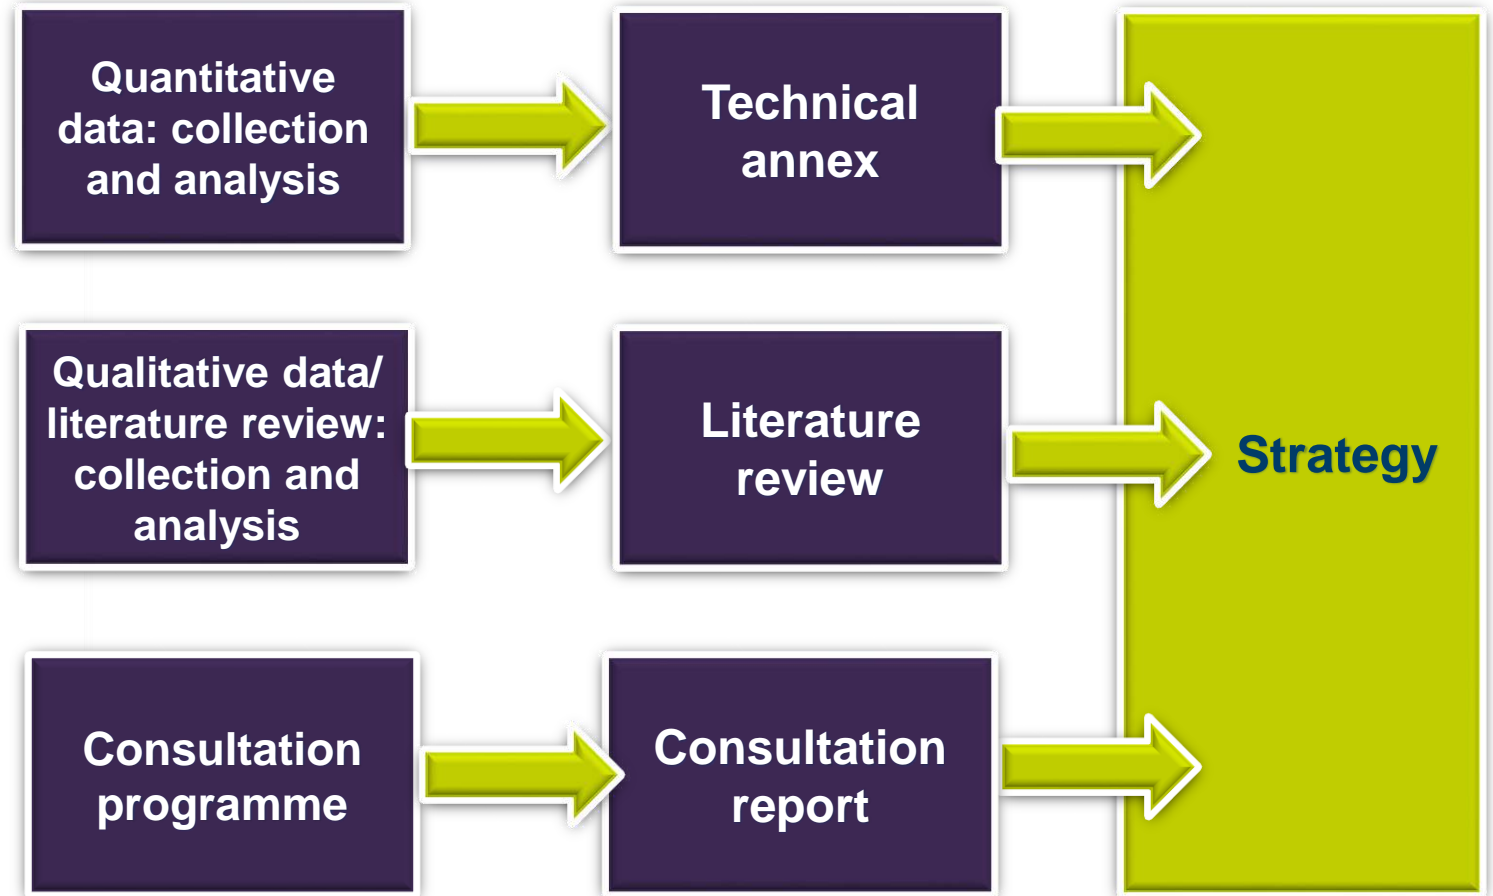 Quantitative
data: collection
and analysis
Technical
annex
Qualitative data/
literature review:
collection and
analysis
Literature
review
Strategy
Consultation
programme
Consultation
report